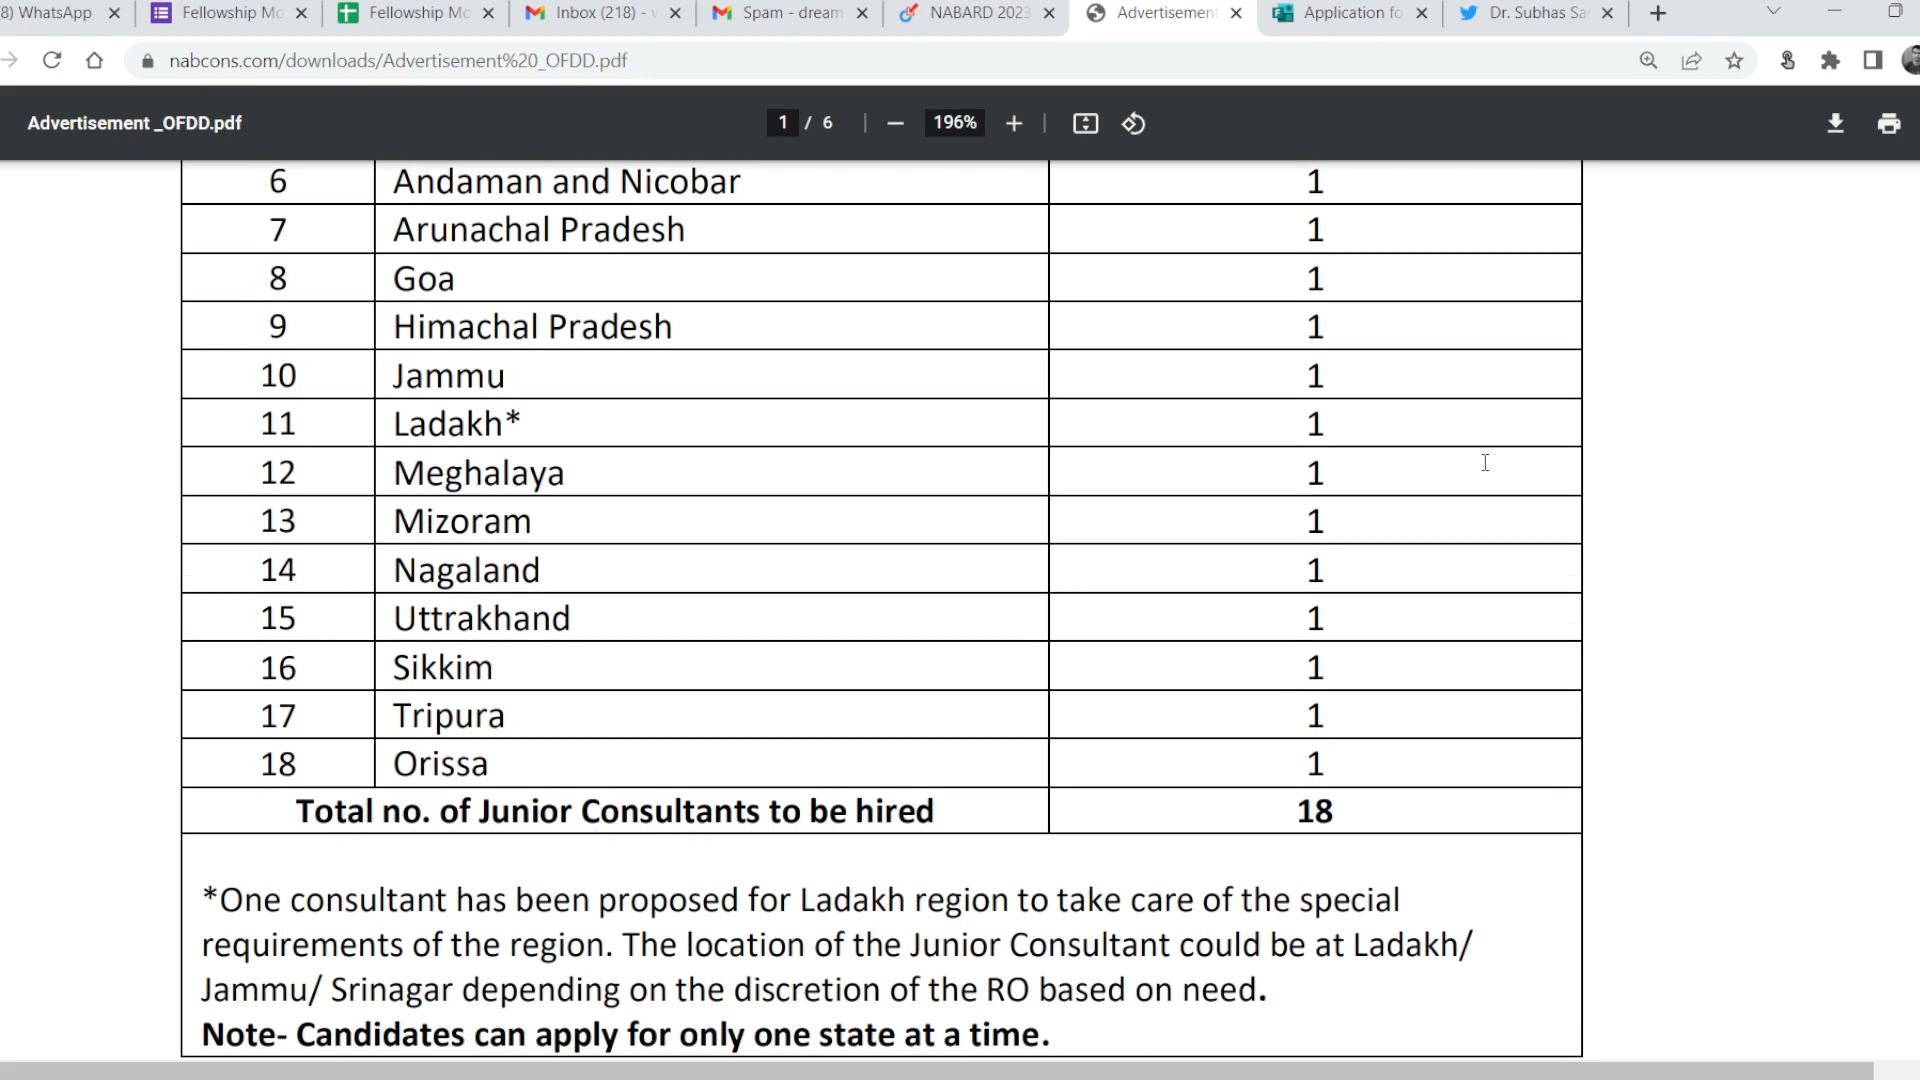 8) WhatsApp
Fellowship Mo
Fellowship Mo
Inbox (218) - v
Spam - dream
NABARD 2023
Advertisement
Application fo
Dr. Subhas Sa
nabcons.com/downloads/Advertisement%20_OFDD.pdf
Advertisement _OFDD.pdf
1 / 6
196%
6 Andaman and Nicobar 1
7 Arunachal Pradesh 1
8 Goa 1
9 Himachal Pradesh 1
10 Jammu 1
11 Ladakh* 1
12 Meghalaya 1
13 Mizoram 1
14 Nagaland 1
15 Uttrakhand 1
16 Sikkim 1
17 Tripura 1
18 Orissa 1
Total no. of Junior Consultants to be hired 18
*One consultant has been proposed for Ladakh region to take care of the special
requirements of the region. The location of the Junior Consultant could be at Ladakh/
Jammu/ Srinagar depending on the discretion of the RO based on need.
Note- Candidates can apply for only one state at a time.